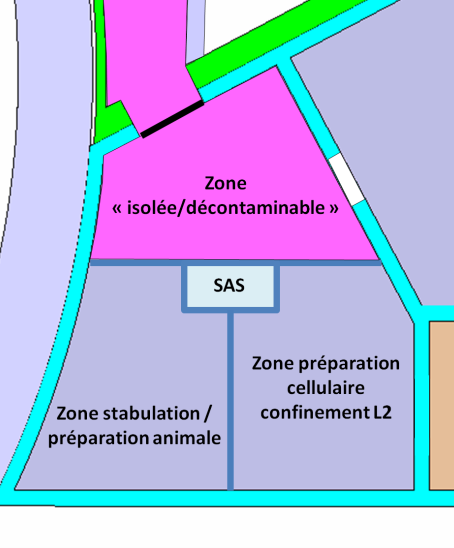 Zone
« isolée/décontaminable »
SAS
Zone préparation
cellulaire
confinement L2
Zone stabulation /
préparation animale